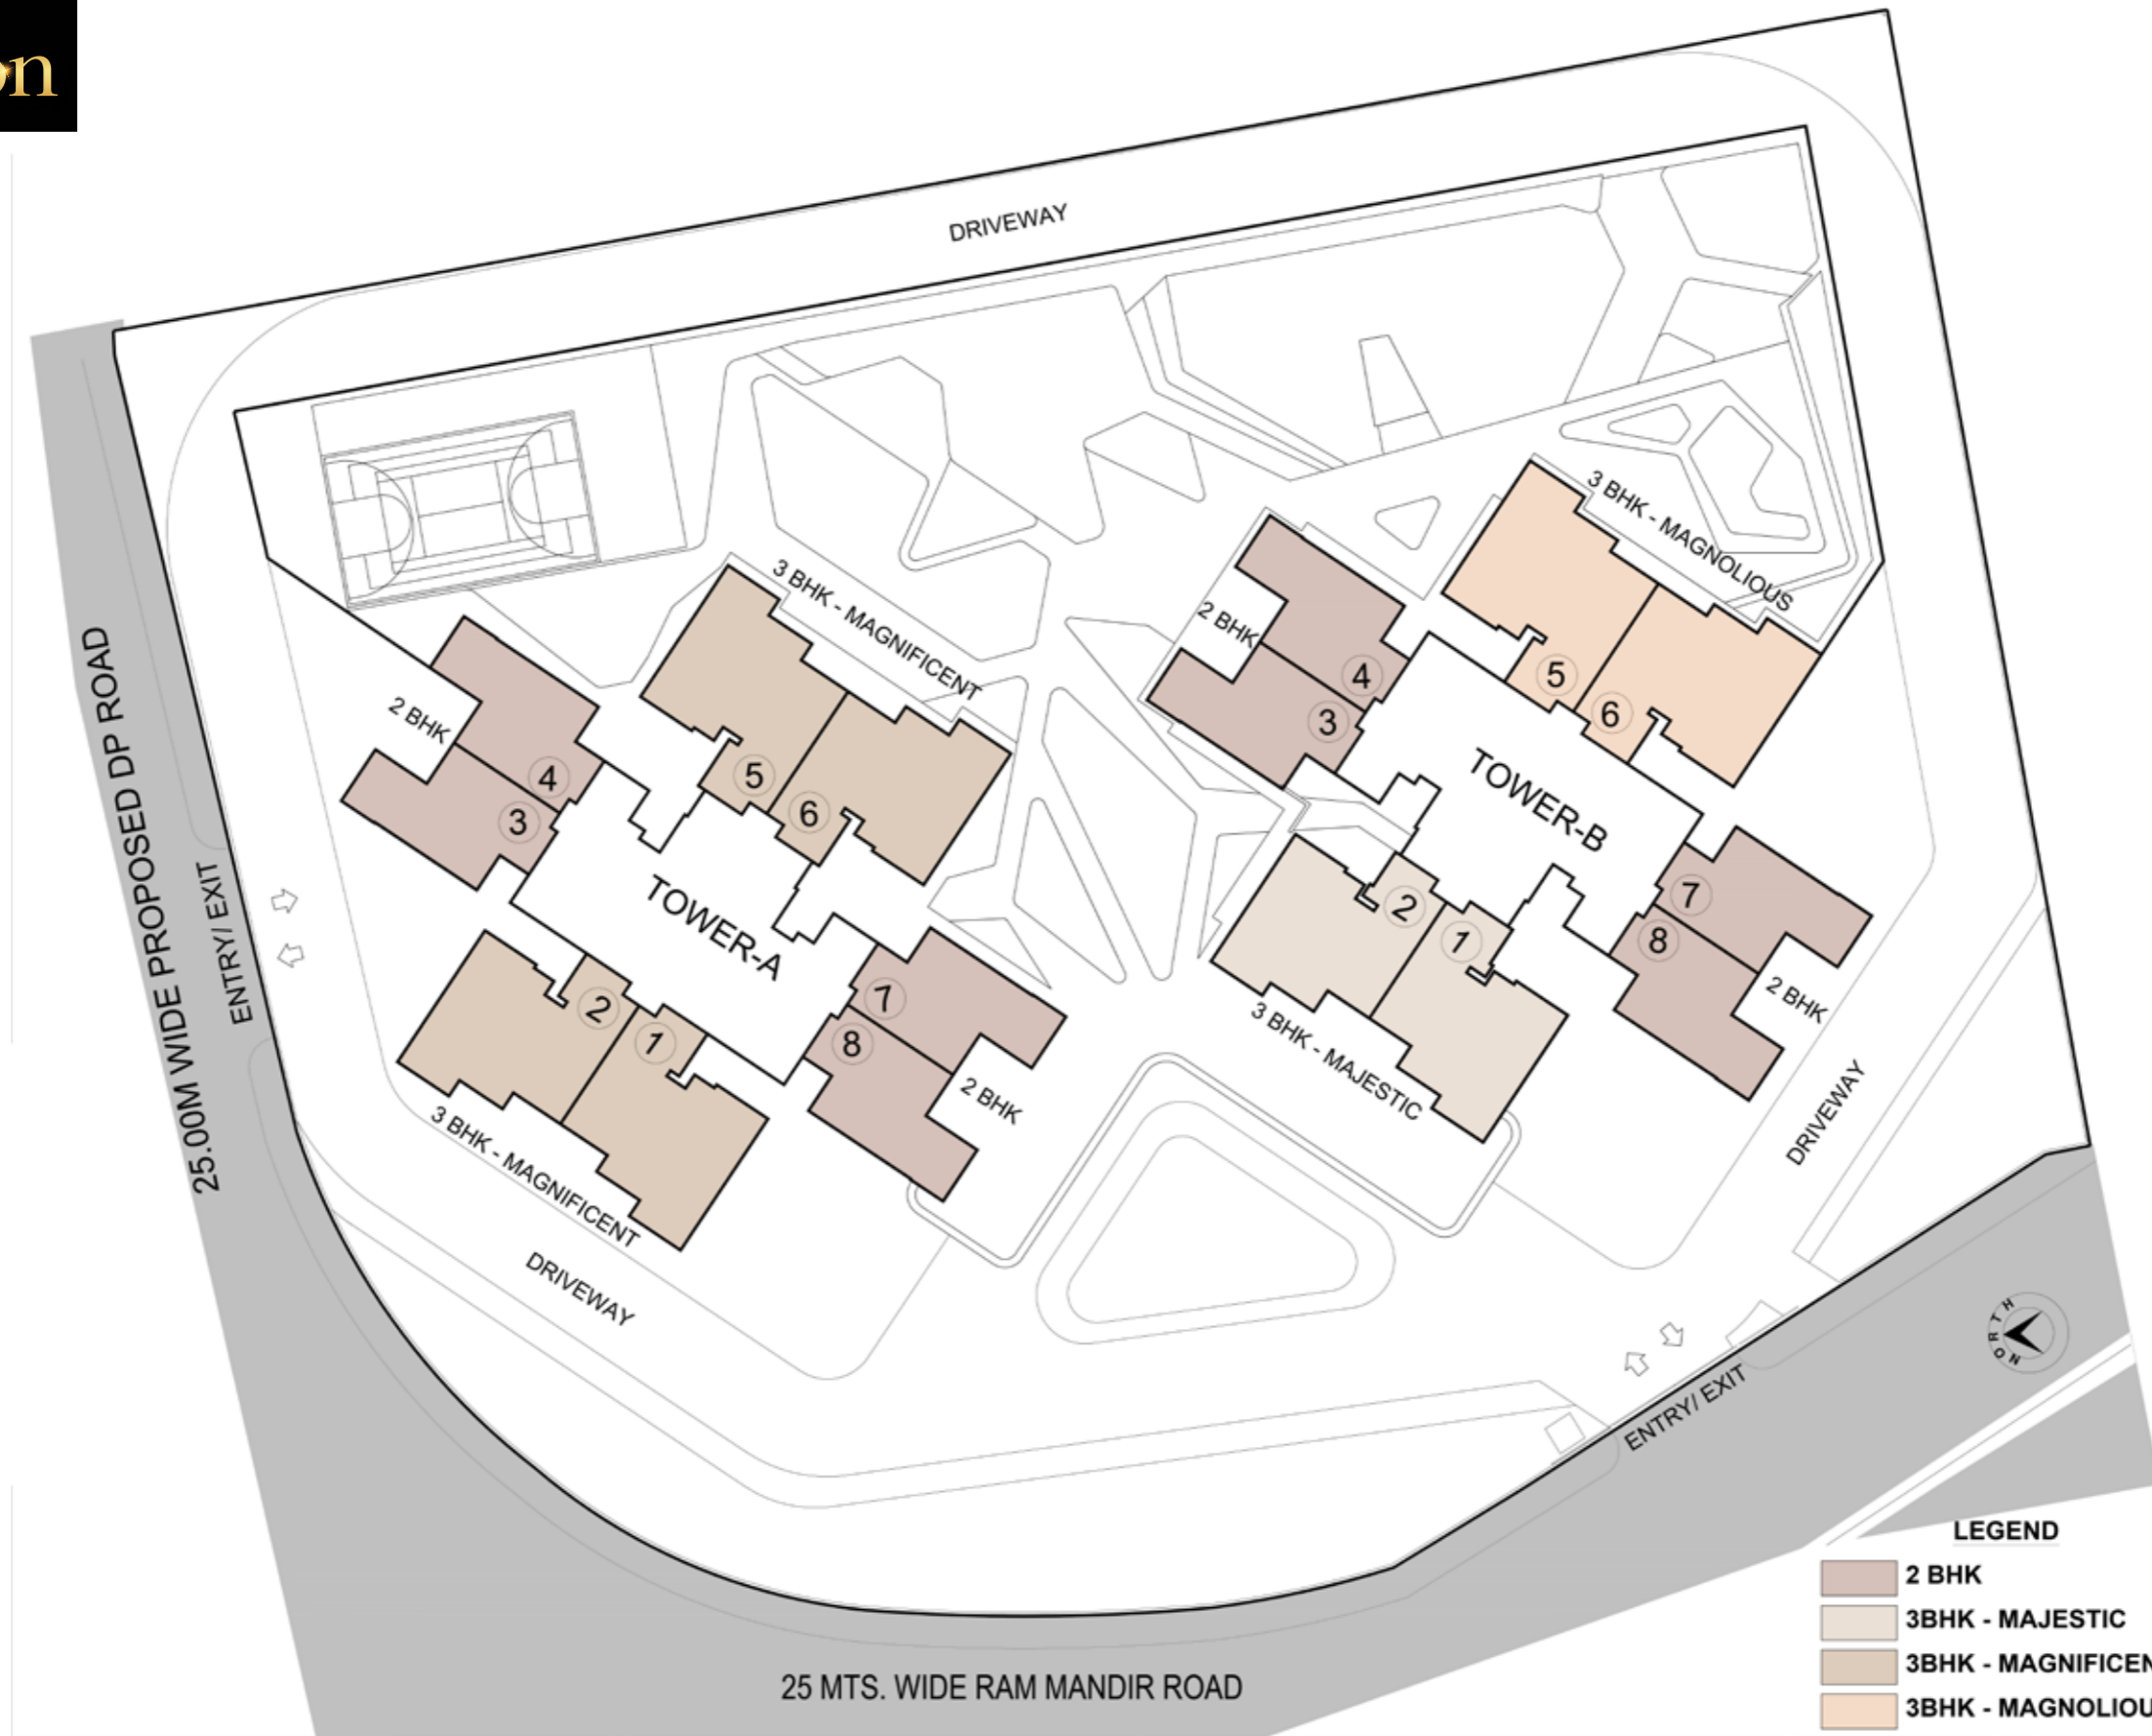 on
DRIVEWAY
3 BHK - MAGNOLIOUS
3 BHK - MAGNIFICENT
2 BHK
4
3
5
6
TOWER-B
2 BHK
4
3
5
6
TOWER-A
2
1
7
8
2 BHK
3 BHK - MAJESTIC
2
1
7
8
2 BHK
3 BHK - MAGNIFICENT
DRIVEWAY
DRIVEWAY
25.00M WIDE PROPOSED DP ROAD
ENTRY/ EXIT
ENTRY/ EXIT
NORTH
25 MTS. WIDE RAM MANDIR ROAD
LEGEND
2 BHK
3BHK - MAJESTIC
3BHK - MAGNIFICEN
3BHK - MAGNOLIOU